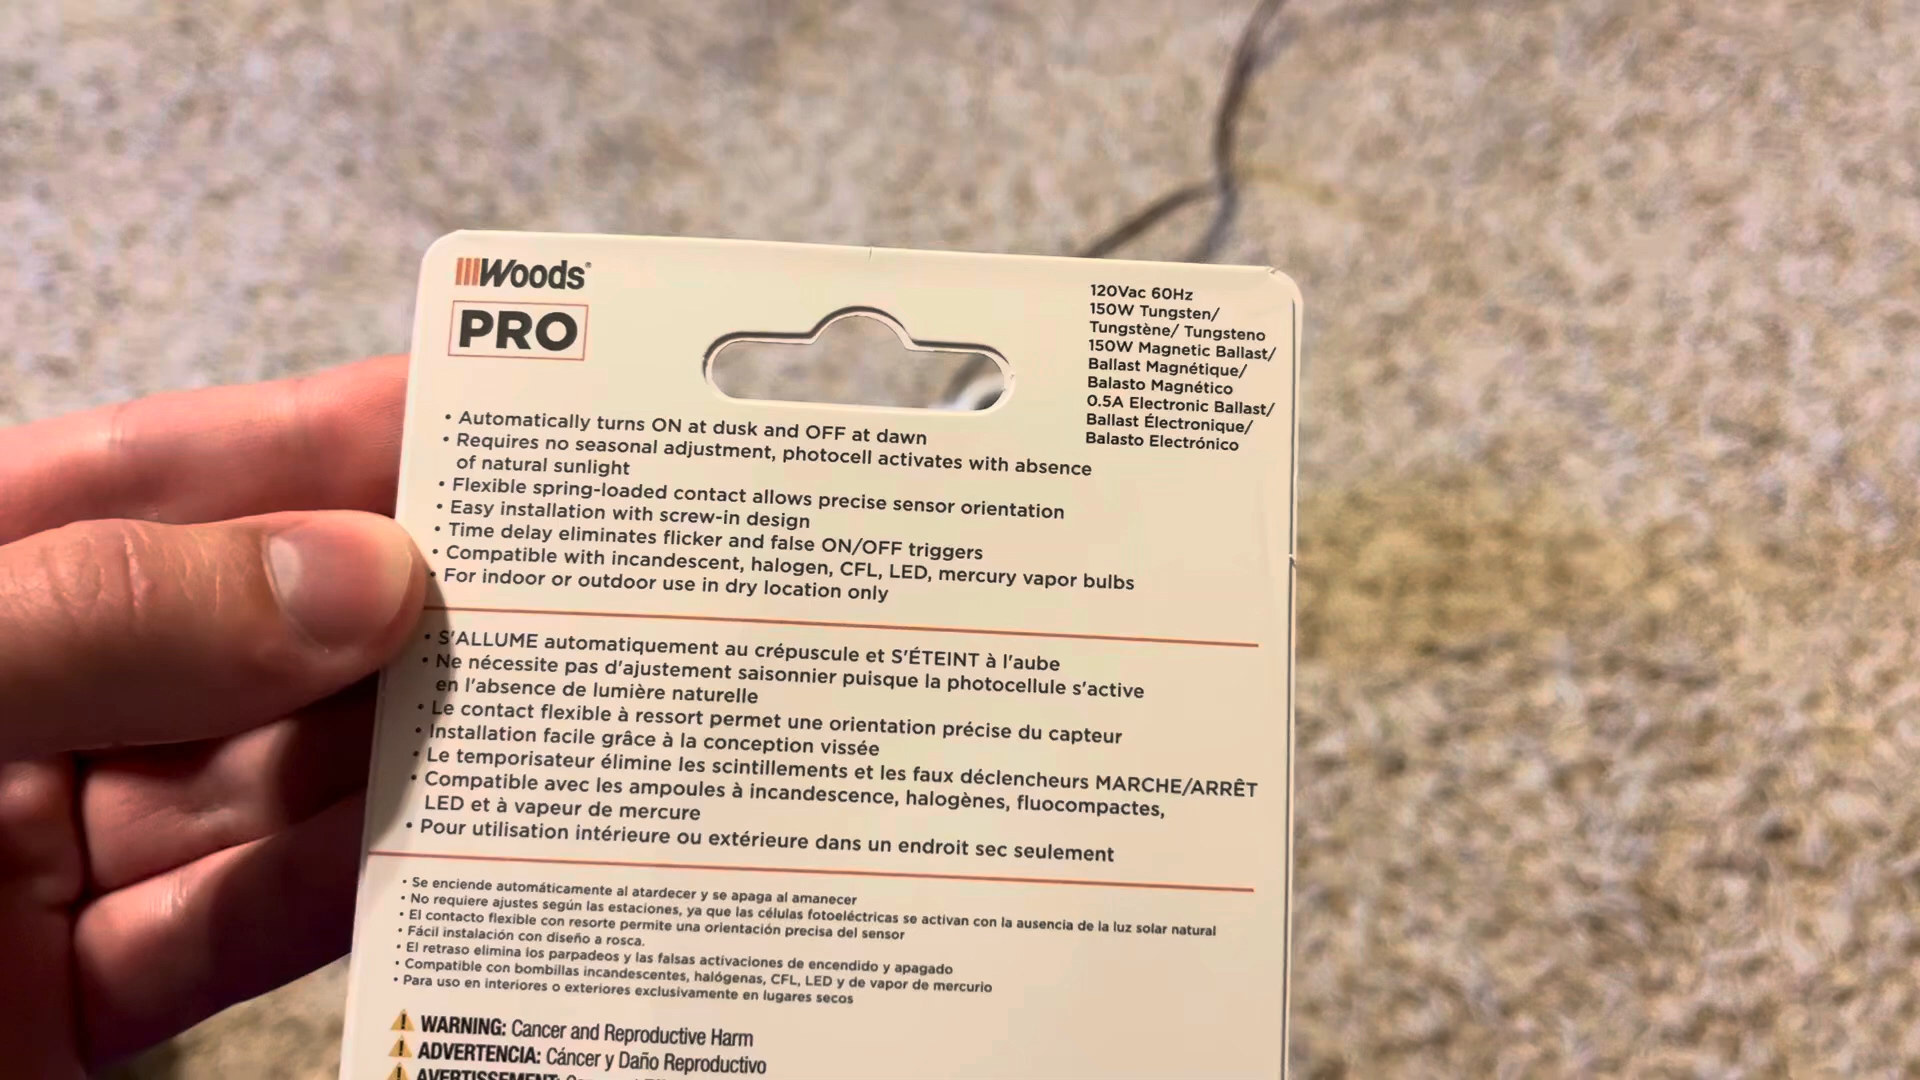 Woods®
PRO
120Vac 60Hz
150W Tungsten/
Tungstène/ Tungsteno
150W Magnetic Ballast/
Ballast Magnétique/
Balasto Magnético
0.5A Electronic Ballast/
Ballast Électronique/
Balasto Electrónico
• Automatically turns ON at dusk and OFF at dawn
• Requires no seasonal adjustment, photocell activates with absence
of natural sunlight
• Flexible spring-loaded contact allows precise sensor orientation
• Easy installation with screw-in design
• Time delay eliminates flicker and false ON/OFF triggers
• Compatible with incandescent, halogen, CFL, LED, mercury vapor bulbs
• For indoor or outdoor use in dry location only
• S'ALLUME automatiquement au crépuscule et S'ÉTEINT à l'aube
• Ne nécessite pas d'ajustement saisonnier puisque la photocellule s'active
en l'absence de lumière naturelle
• Le contact flexible à ressort permet une orientation précise du capteur
• Installation facile grâce à la conception vissée
• Le temporisateur élimine les scintillements et les faux déclencheurs MARCHE/ARRÊT
• Compatible avec les ampoules à incandescence, halogènes, fluocompactes,
LED et à vapeur de mercure
• Pour utilisation intérieure ou extérieure dans un endroit sec seulement
• Se enciende automáticamente al atardecer y se apaga al amanecer
• No requiere ajustes según las estaciones, ya que las células fotoeléctricas se activan con la ausencia de la luz solar natural
• El contacto flexible con resorte permite una orientación precisa del sensor
• Fácil instalación con diseño a rosca.
• El retraso elimina los parpadeos y las falsas activaciones de encendido y apagado
• Compatible con bombillas incandescentes, halógenas, CFL, LED y de vapor de mercurio
• Para uso en interiores o exteriores exclusivamente en lugares secos
WARNING: Cancer and Reproductive Harm
ADVERTENCIA: Cáncer y Daño Reproductivo
AVERTISSEMENT: